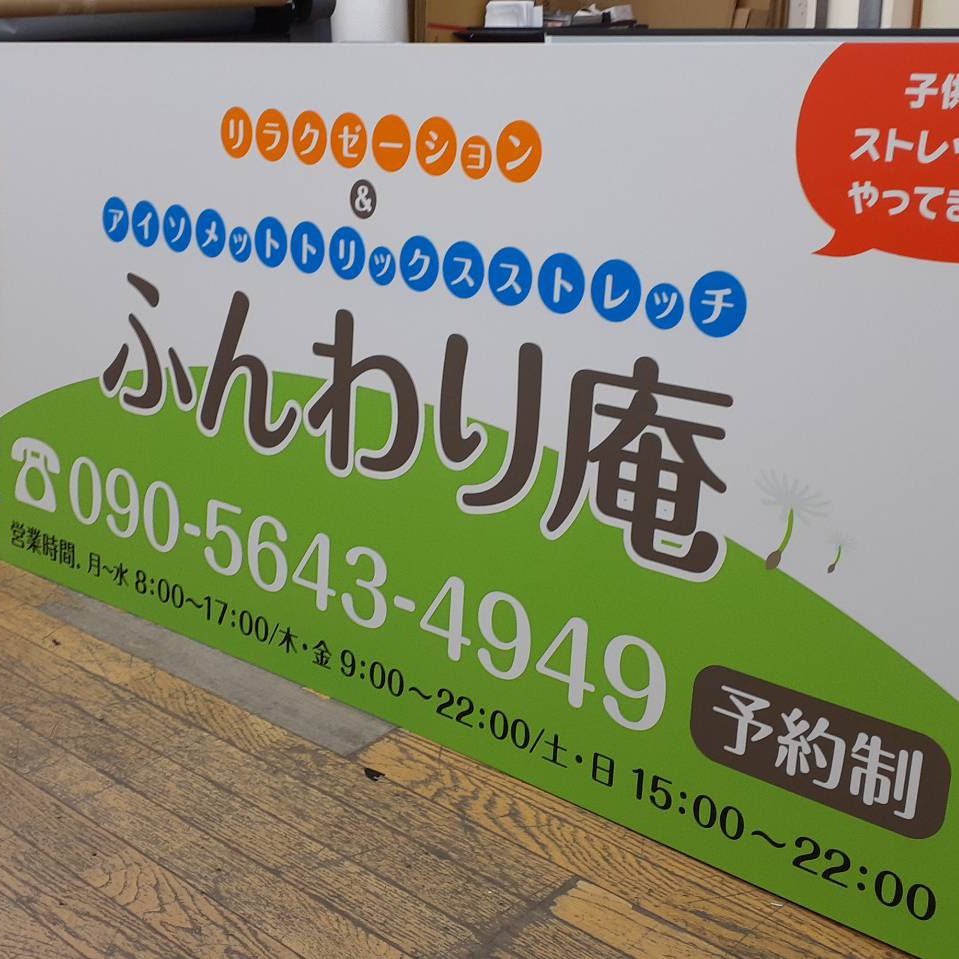 リラクゼーション
&
アイソメットトリックスストレッチ
ふんわり庵
090-5643-4949
営業時間. 月~水 8:00~17:00/木・金 9:00~22:00/土・日 15:00~22:00
予約制
子供
ストレッ
やってま